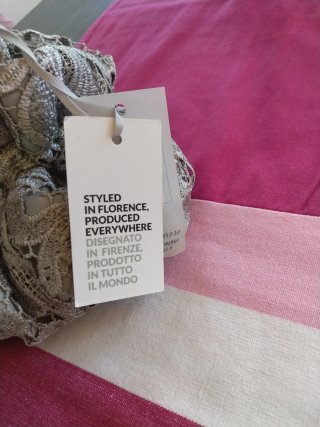 STYLED
IN FLORENCE,
PRODUCED
EVERYWHERE
DISEGNATO
IN FIRENZE,
PRODOTTO
IN TUTTO
IL MONDO